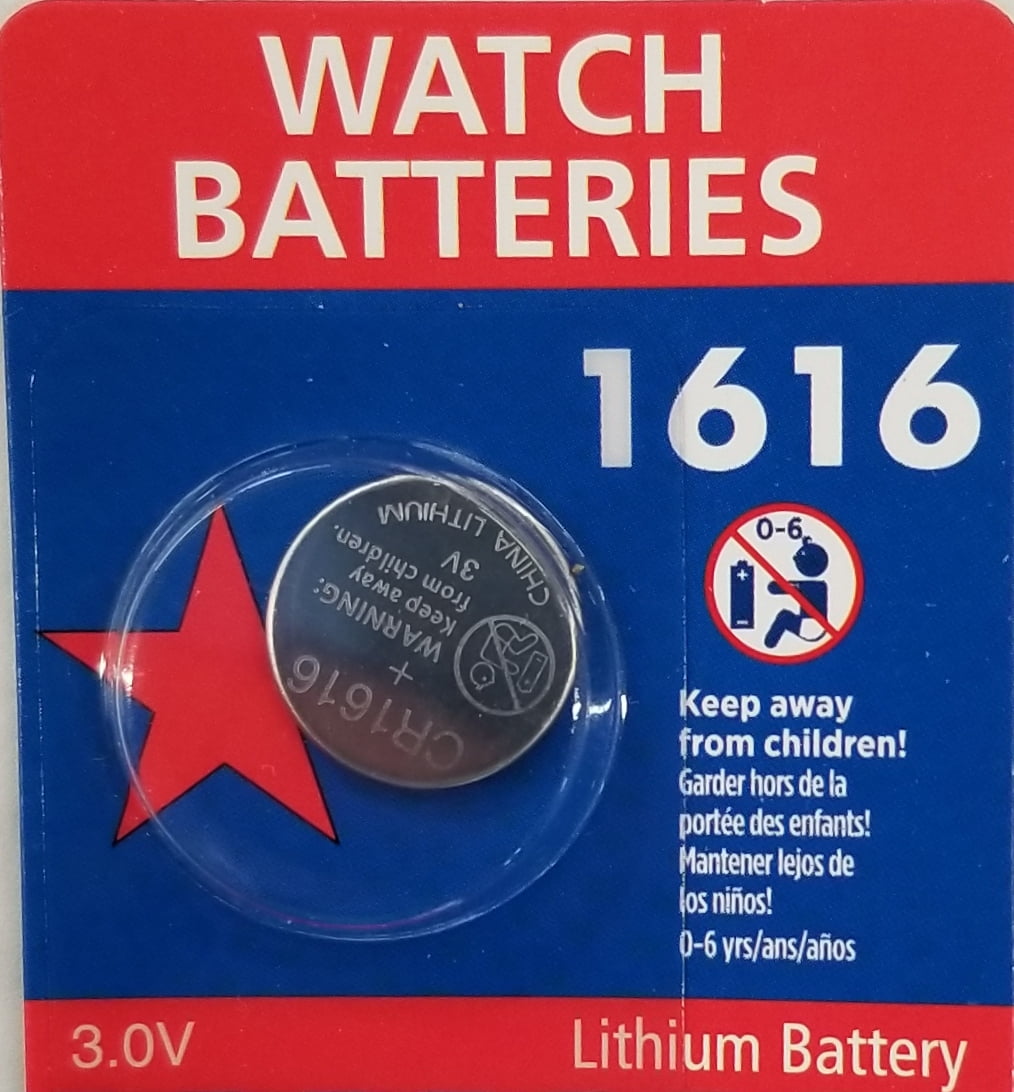 WATCH
BATTERIES
1616
0-6
CR1616
+
WARNING:
Keep away
from children.
3V
CHINA LITHIUM
Keep away
from children!
Garder hors de la
portée des enfants!
Mantener lejos de
los niños!
0-6 yrs/ans/años
3.0V
Lithium Battery